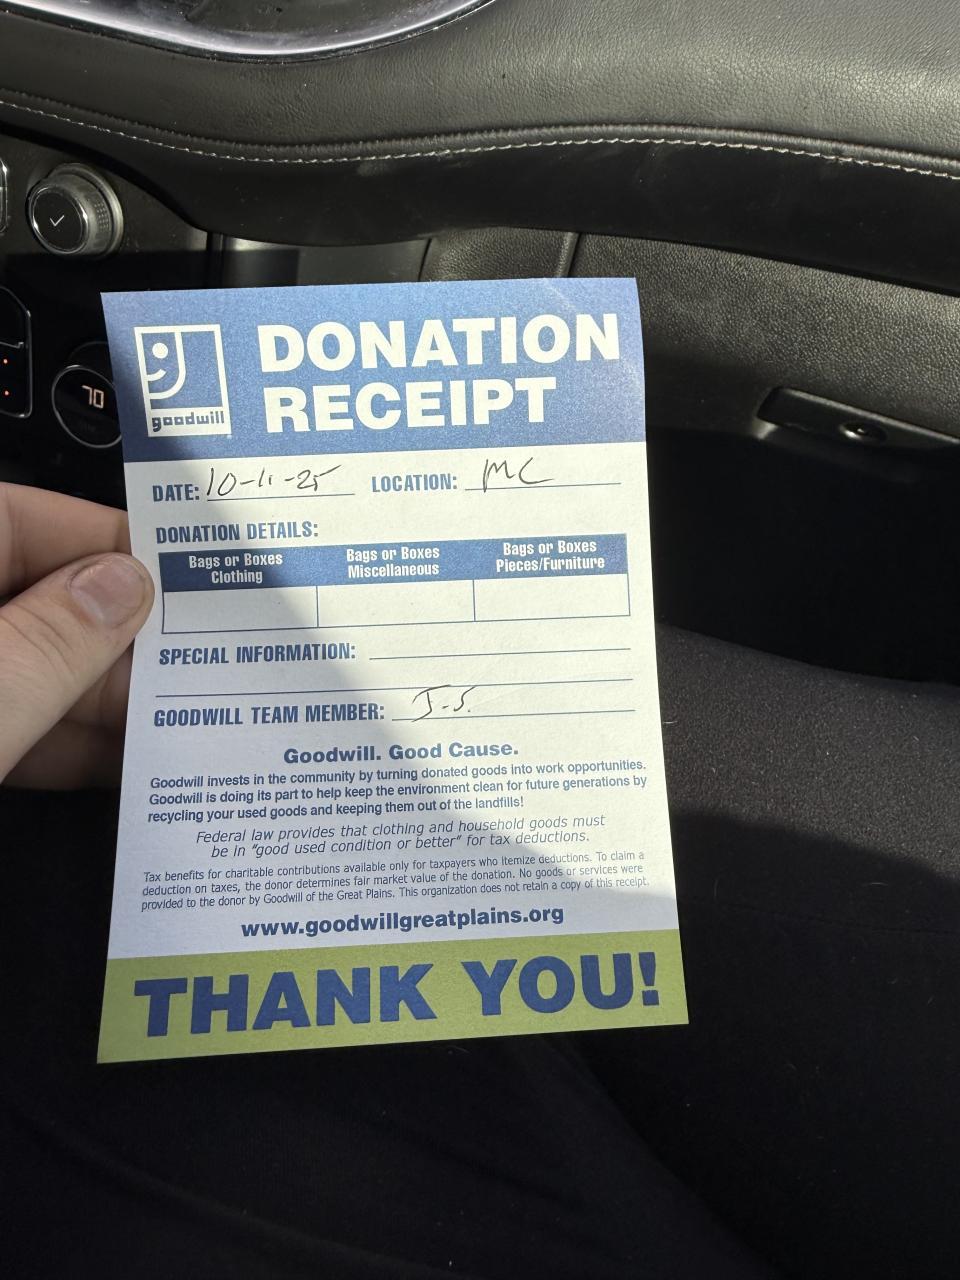 70
goodwill
DONATION
RECEIPT
DATE: 10-11-25 LOCATION: MC
DONATION DETAILS:
Bags or Boxes Clothing
Bags or Boxes Miscellaneous
Bags or Boxes Pieces/Furniture
SPECIAL INFORMATION:
GOODWILL TEAM MEMBER: J-S.
Goodwill. Good Cause.
Goodwill invests in the community by turning donated goods into work opportunities.
Goodwill is doing its part to help keep the environment clean for future generations by
recycling your used goods and keeping them out of the landfills!
Federal law provides that clothing and household goods must
be in "good used condition or better" for tax deductions.
Tax benefits for charitable contributions available only for taxpayers who itemize deductions. To claim a
deduction on taxes, the donor determines fair market value of the donation. No goods or services were
provided to the donor by Goodwill of the Great Plains. This organization does not retain a copy of this receipt.
www.goodwillgreatplains.org
THANK YOU!